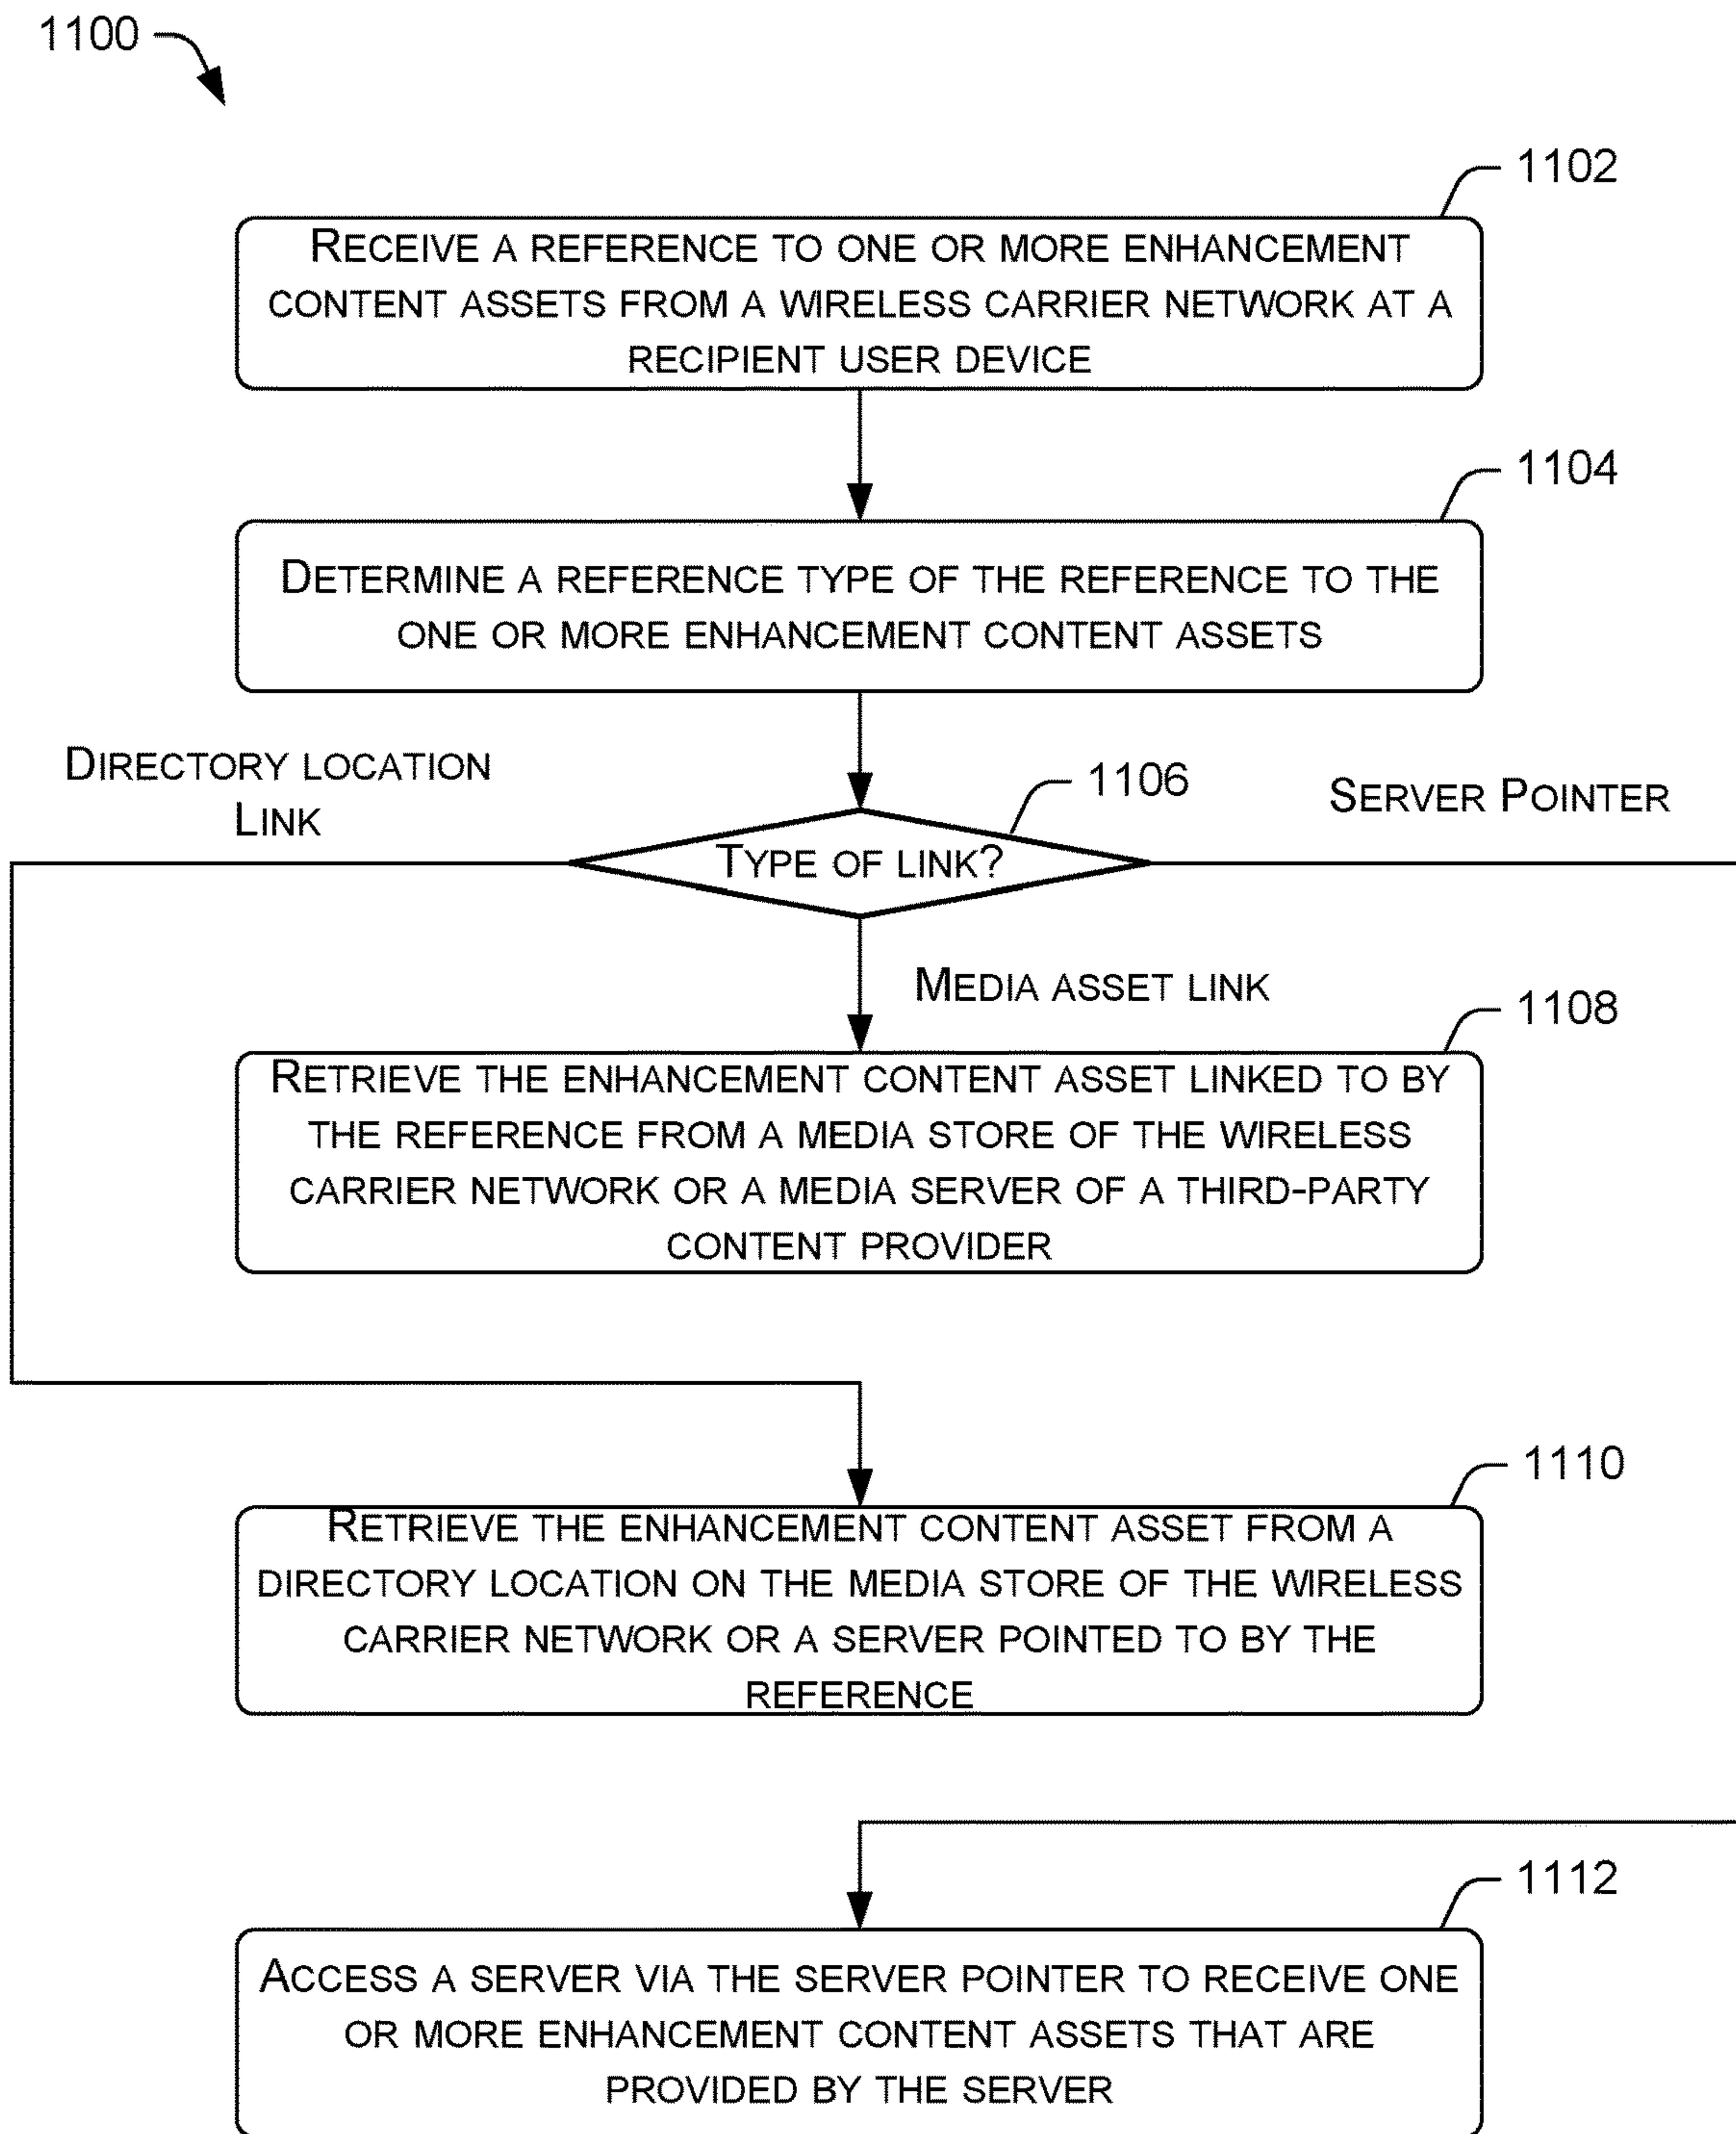 1100
1102
RECEIVE A REFERENCE TO ONE OR MORE ENHANCEMENT
CONTENT ASSETS FROM A WIRELESS CARRIER NETWORK AT A
RECIPIENT USER DEVICE
1104
DETERMINE A REFERENCE TYPE OF THE REFERENCE TO THE
ONE OR MORE ENHANCEMENT CONTENT ASSETS
DIRECTORY LOCATION
LINK
1106
SERVER POINTER
TYPE OF LINK?
MEDIA ASSET LINK
1108
RETRIEVE THE ENHANCEMENT CONTENT ASSET LINKED TO BY
THE REFERENCE FROM A MEDIA STORE OF THE WIRELESS
CARRIER NETWORK OR A MEDIA SERVER OF A THIRD-PARTY
CONTENT PROVIDER
1110
RETRIEVE THE ENHANCEMENT CONTENT ASSET FROM A
DIRECTORY LOCATION ON THE MEDIA STORE OF THE WIRELESS
CARRIER NETWORK OR A SERVER POINTED TO BY THE
REFERENCE
1112
ACCESS A SERVER VIA THE SERVER POINTER TO RECEIVE ONE
OR MORE ENHANCEMENT CONTENT ASSETS THAT ARE
PROVIDED BY THE SERVER